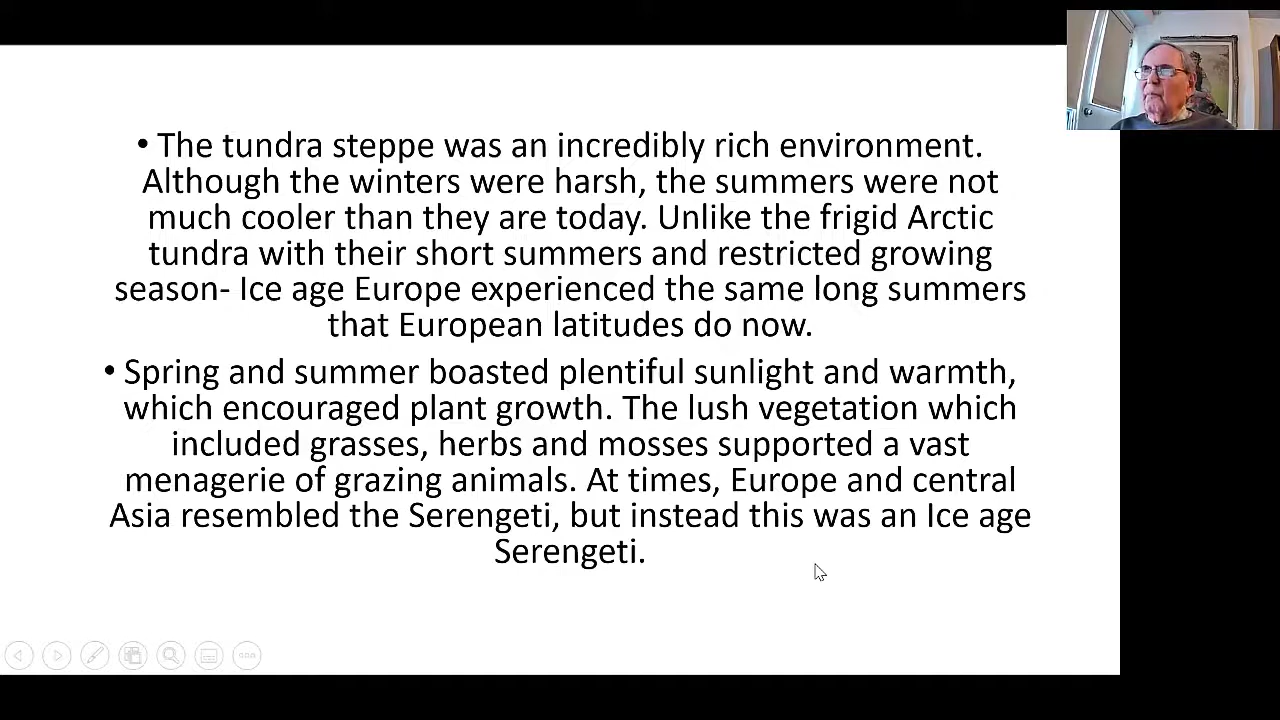 • The tundra steppe was an incredibly rich environment.
Although the winters were harsh, the summers were not
much cooler than they are today. Unlike the frigid Arctic
tundra with their short summers and restricted growing
season- Ice age Europe experienced the same long summers
that European latitudes do now.
• Spring and summer boasted plentiful sunlight and warmth,
which encouraged plant growth. The lush vegetation which
included grasses, herbs and mosses supported a vast
menagerie of grazing animals. At times, Europe and central
Asia resembled the Serengeti, but instead this was an Ice age
Serengeti.